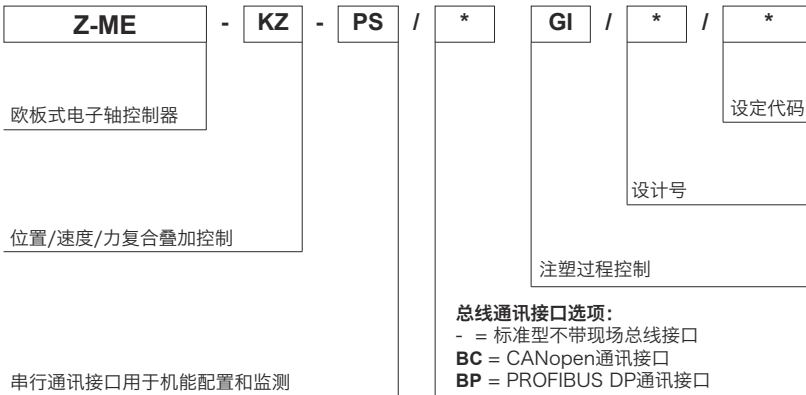 Z-ME - KZ - PS / * GI / * / *
欧板式电子轴控制器
设定代码
设计号
位置/速度/力复合叠加控制
注塑过程控制
总线通讯接口选项：
- = 标准型不带现场总线接口
BC = CANopen通讯接口
BP = PROFIBUS DP通讯接口
串行通讯接口用于机能配置和监测